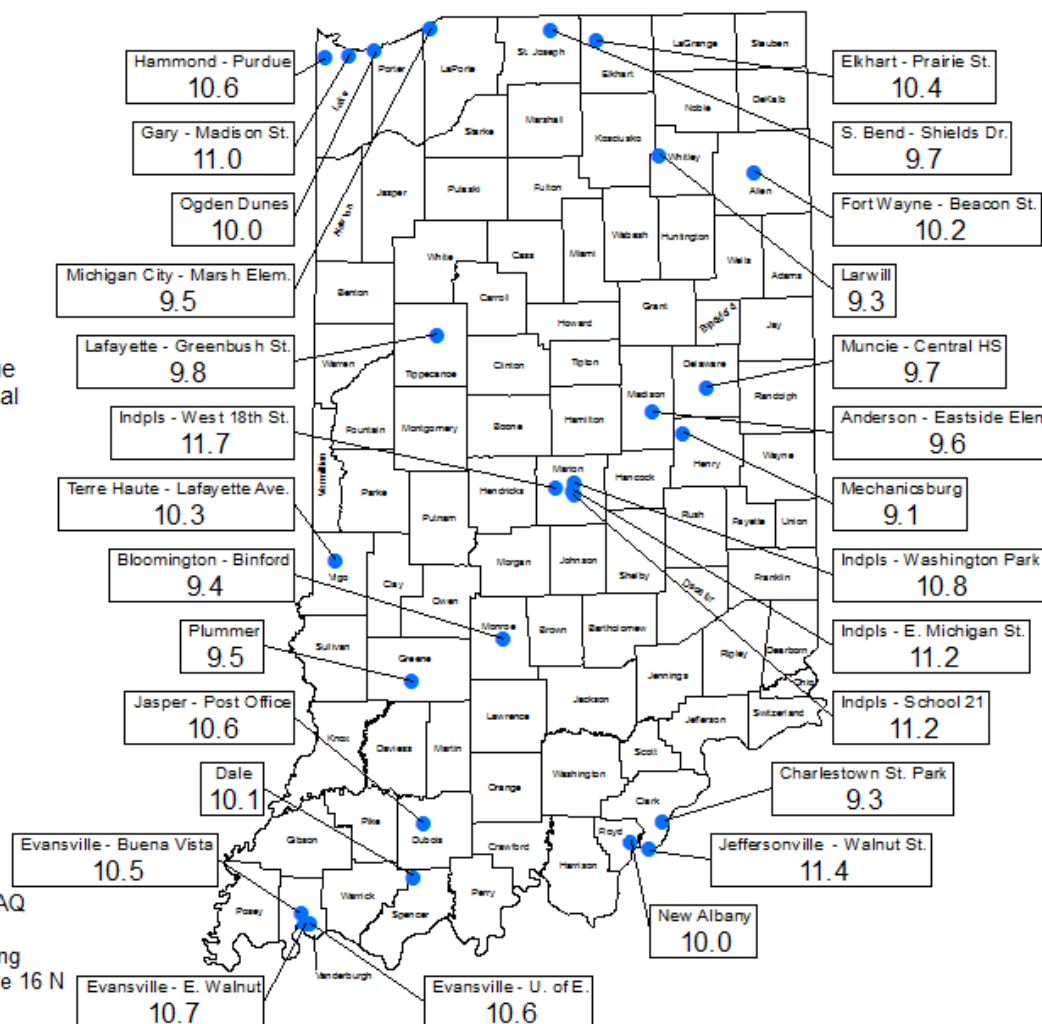 Hammond - Purdue
10.6
Gary - Madison St.
11.0
Ogden Dunes
10.0
Michigan City - Marsh Elem.
9.5
Lafayette - Greenbush St.
9.8
Indpls - West 18th St.
11.7
Terre Haute - Lafayette Ave.
10.3
Bloomington - Binford
9.4
Plummer
9.5
Jasper - Post Office
10.6
Dale
10.1
Evansville - Buena Vista
10.5
Evansville - E. Walnut
10.7
Evansville - U. of E.
10.6
Elkhart - Prairie St.
10.4
S. Bend - Shields Dr.
9.7
Fort Wayne - Beacon St.
10.2
Larwill
9.3
Muncie - Central HS
9.7
Anderson - Eastside Elem
9.6
Mechanicsburg
9.1
Indpls - Washington Park
10.8
Indpls - E. Michigan St.
11.2
Indpls - School 21
11.2
Charlestown St. Park
9.3
Jeffersonville - Walnut St.
11.4
New Albany
10.0
Lake
Porter
LaPorte
St. Joseph
Elkhart
LaGrange
Steuben
Noble
DeKalb
Starke
Marshall
Kosciusko
Whitley
Allen
Newton
Jasper
Pulaski
Fulton
Wabash
Huntington
Miami
Wells
Adams
White
Cass
Benton
Carroll
Grant
Howard
Jay
Warren
Tippecanoe
Clinton
Tipton
Delaware
Madison
Randolph
Fountain
Montgomery
Boone
Hamilton
Henry
Wayne
Vermillion
Parke
Hendricks
Marion
Hancock
Putnam
Rush
Fayette
Union
Vigo
Clay
Morgan
Johnson
Shelby
Decatur
Franklin
Owen
Sullivan
Greene
Monroe
Brown
Bartholomew
Ripley
Dearborn
Ohio
Jennings
Jackson
Lawrence
Jefferson
Switzerland
Knox
Daviess
Martin
Scott
Washington
Orange
Clark
Gibson
Pike
Dubois
Crawford
Floyd
Harrison
Posey
Warrick
Spencer
Perry
Vanderburgh
al
AQ
ng
e 16 N